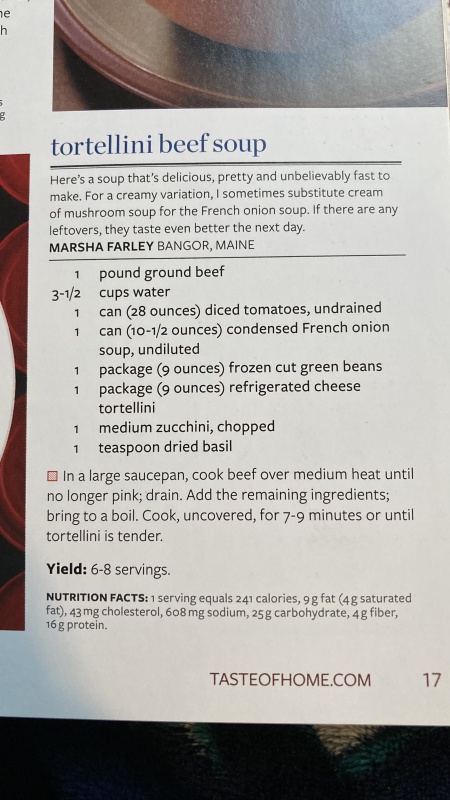 ne
h
s
g
tortellini beef soup
Here's a soup that's delicious, pretty and unbelievably fast to
make. For a creamy variation, I sometimes substitute cream
of mushroom soup for the French onion soup. If there are any
leftovers, they taste even better the next day.
MARSHA FARLEY BANGOR, MAINE
1 pound ground beef
3-1/2 cups water
1 can (28 ounces) diced tomatoes, undrained
1 can (10-1/2 ounces) condensed French onion
soup, undiluted
1 package (9 ounces) frozen cut green beans
1 package (9 ounces) refrigerated cheese
tortellini
1 medium zucchini, chopped
1 teaspoon dried basil
In a large saucepan, cook beef over medium heat until
no longer pink; drain. Add the remaining ingredients;
bring to a boil. Cook, uncovered, for 7-9 minutes or until
tortellini is tender.
Yield: 6-8 servings.
NUTRITION FACTS: 1 serving equals 241 calories, 9 g fat (4 g saturated
fat), 43 mg cholesterol, 608 mg sodium, 25 g carbohydrate, 4 g fiber,
16 g protein.
TASTEOFHOME.COM 17